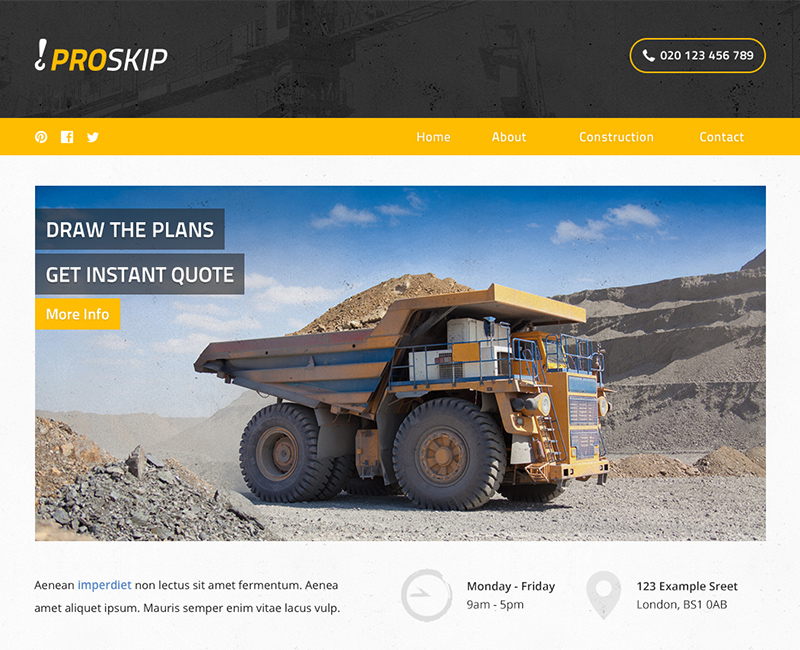 PROSKIP
020 123 456 789
Home About Construction Contact
DRAW THE PLANS
GET INSTANT QUOTE
More Info
Aenean imperdiet non lectus sit amet fermentum. Aenea
amet aliquet ipsum. Mauris semper enim vitae lacus vulp.
Monday - Friday
9am - 5pm
123 Example Sreet
London, BS1 0AB